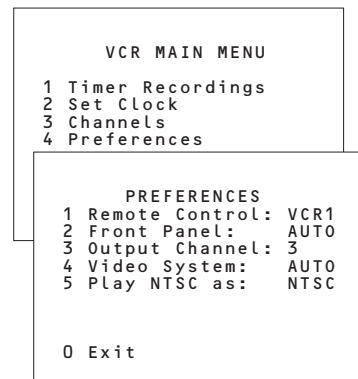 VCR MAIN MENU
1 Timer Recordings
2 Set Clock
3 Channels
4 Preferences
PREFERENCES
1 Remote Control: VCR1
2 Front Panel: AUTO
3 Output Channel: 3
4 Video System: AUTO
5 Play NTSC as: NTSC
0 Exit